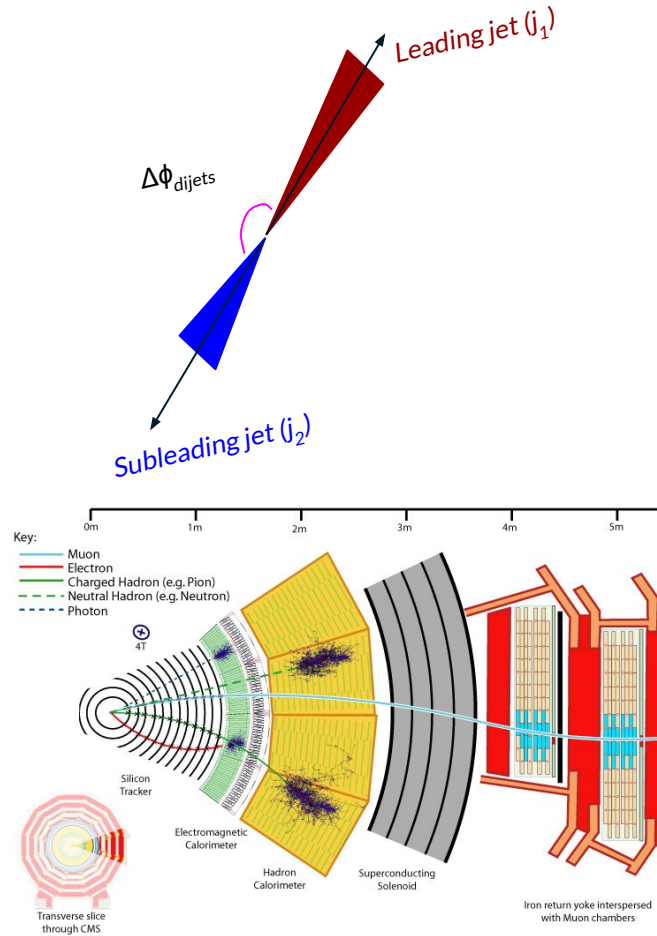 Leading jet (j1)
Δϕdijets
Subleading jet (j2)
0m 1m 2m 3m 4m 5m
Key:
Muon
Electron
Charged Hadron (e.g. Pion)
Neutral Hadron (e.g. Neutron)
Photon
4T
Silicon
Tracker
Electromagnetic
Calorimeter
Hadron
Calorimeter
Superconducting
Solenoid
Iron return yoke interspersed
with Muon chambers
Transverse slice
through CMS